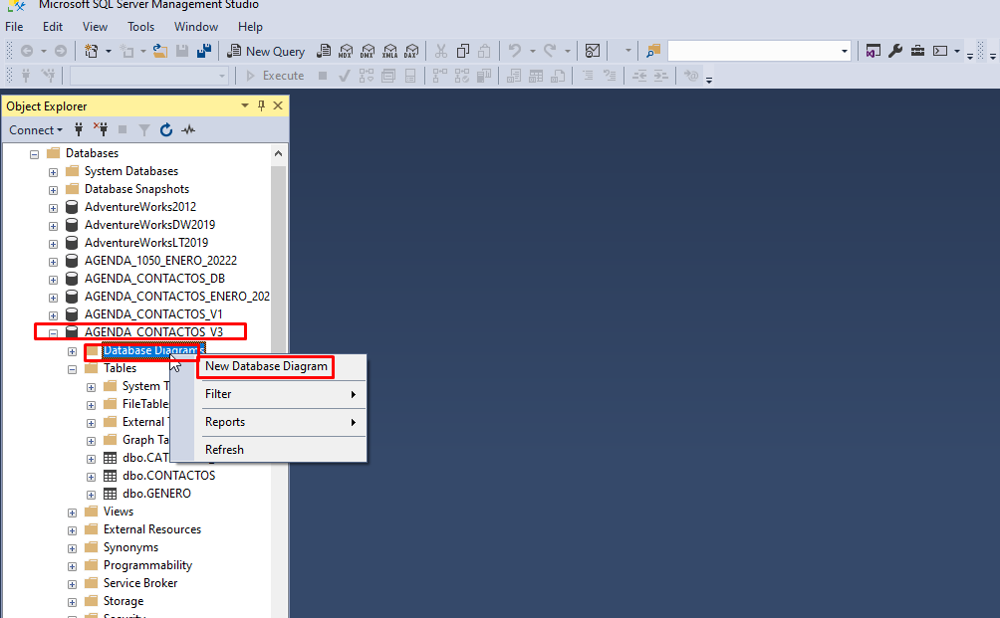 Microsoft SQL Server Management Studio
File Edit View Tools Window Help
New Query MDX DMX XMLA DAX
Execute
Object Explorer
Connect
Databases
System Databases
Database Snapshots
AdventureWorks2012
AdventureWorksDW2019
AdventureWorksLT2019
AGENDA_1050_ENERO_20222
AGENDA_CONTACTOS_DB
AGENDA_CONTACTOS_ENERO_202
AGENDA_CONTACTOS_V1
AGENDA_CONTACTOS_V3
Database Diagrams
New Database Diagram
Tables
System T
Filter
FileTable
External T
Reports
Graph Ta
Refresh
dbo.CAT
dbo.CONTACTOS
dbo.GENERO
Views
External Resources
Synonyms
Programmability
Service Broker
Storage
Security